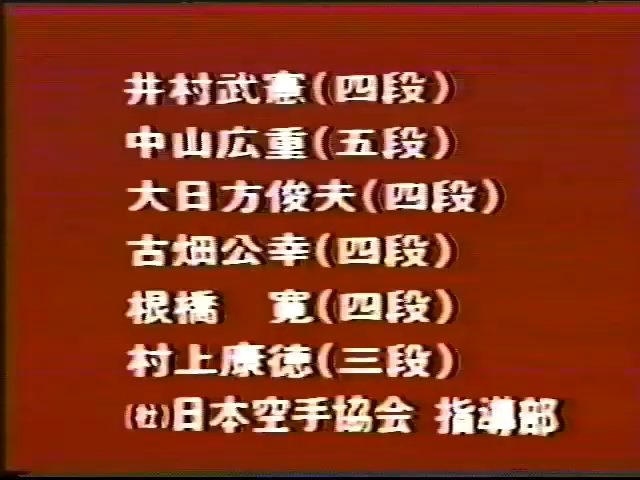 井村武憲(四段)
中山広重(五段)
大日方俊夫(四段)
古畑公幸(四段)
根橋　寛(四段)
村上康徳(三段)
(社)日本空手協会 指導部